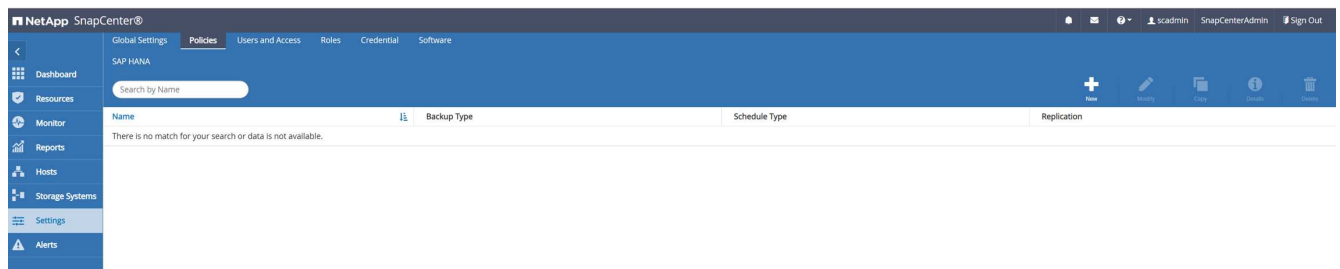 NetApp SnapCenter®
scadmin SnapCenterAdmin Sign Out
Global Settings Policies Users and Access Roles Credential Software
SAP HANA
Search by Name
New Modify Copy Details Delete
Dashboard
Resources
Monitor
Reports
Hosts
Storage Systems
Settings
Alerts
Name Backup Type Schedule Type Replication
There is no match for your search or data is not available.